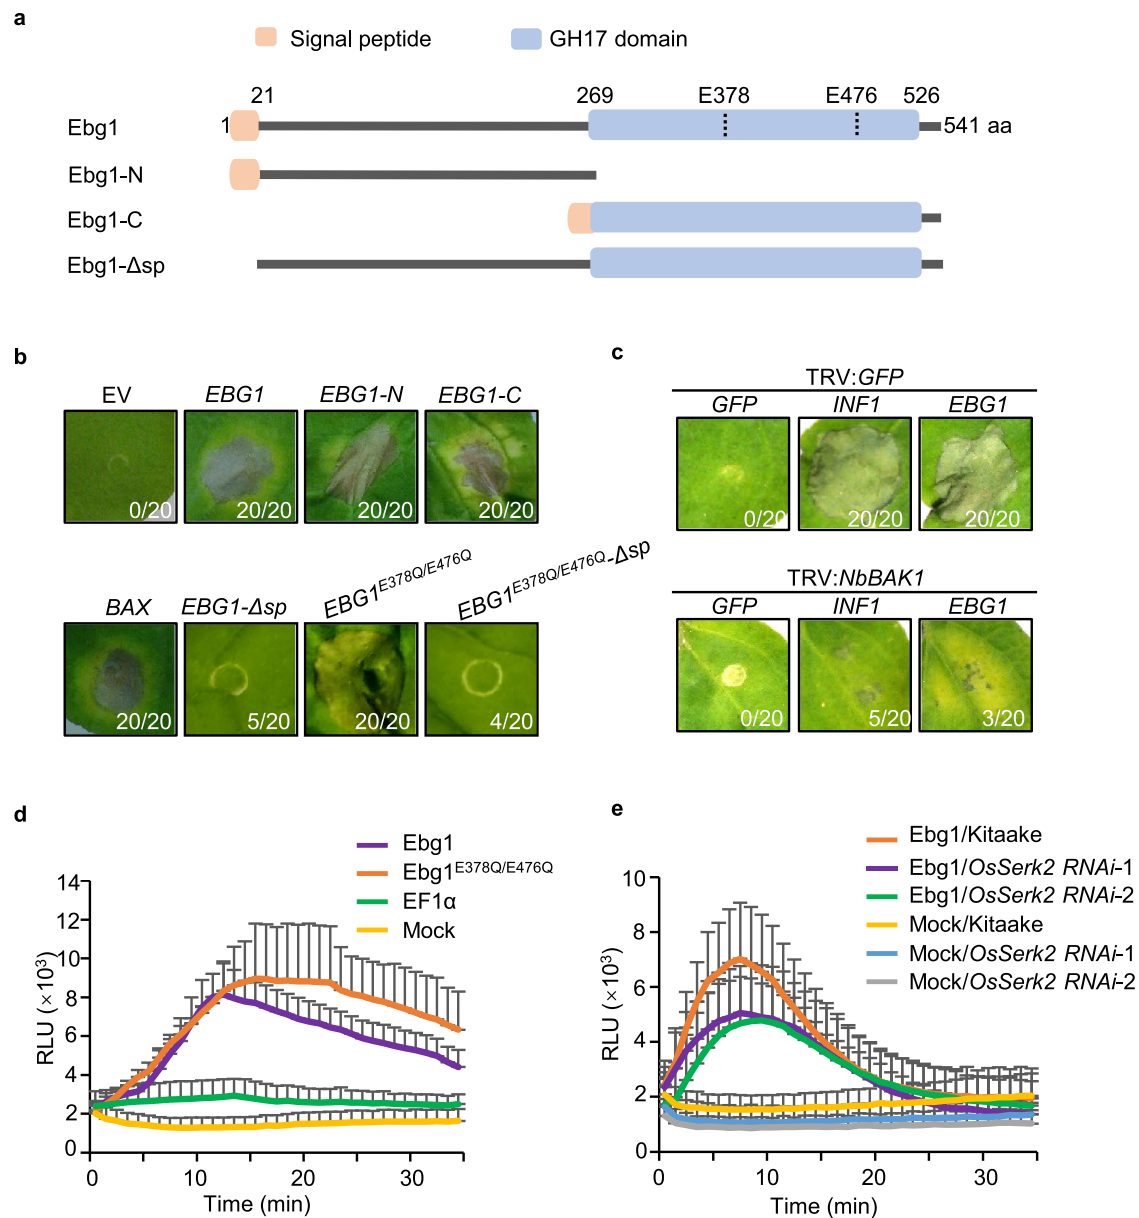 a
Signal peptide GH17 domain
21 269 E378 E476 526
Ebg1 1 541 aa
Ebg1-N
Ebg1-C
Ebg1-Δsp
b
EV EBG1 EBG1-N EBG1-C
0/20 20/20 20/20 20/20
BAX EBG1-Δsp EBG1E378Q/E476Q EBG1E378Q/E476Q-Δsp
20/20 5/20 20/20 4/20
c
TRV:GFP
GFP INF1 EBG1
0/20 20/20 20/20
TRV:NbBAK1
GFP INF1 EBG1
0/20 5/20 3/20
d
Ebg1
Ebg1E378Q/E476Q
EF1α
Mock
RLU (×10³)
14
12
10
8
6
4
2
0
0 10 20 30
Time (min)
e
Ebg1/Kitaake
Ebg1/OsSerk2 RNAi-1
Ebg1/OsSerk2 RNAi-2
Mock/Kitaake
Mock/OsSerk2 RNAi-1
Mock/OsSerk2 RNAi-2
RLU (×10³)
10
8
6
4
2
0
0 10 20 30
Time (min)